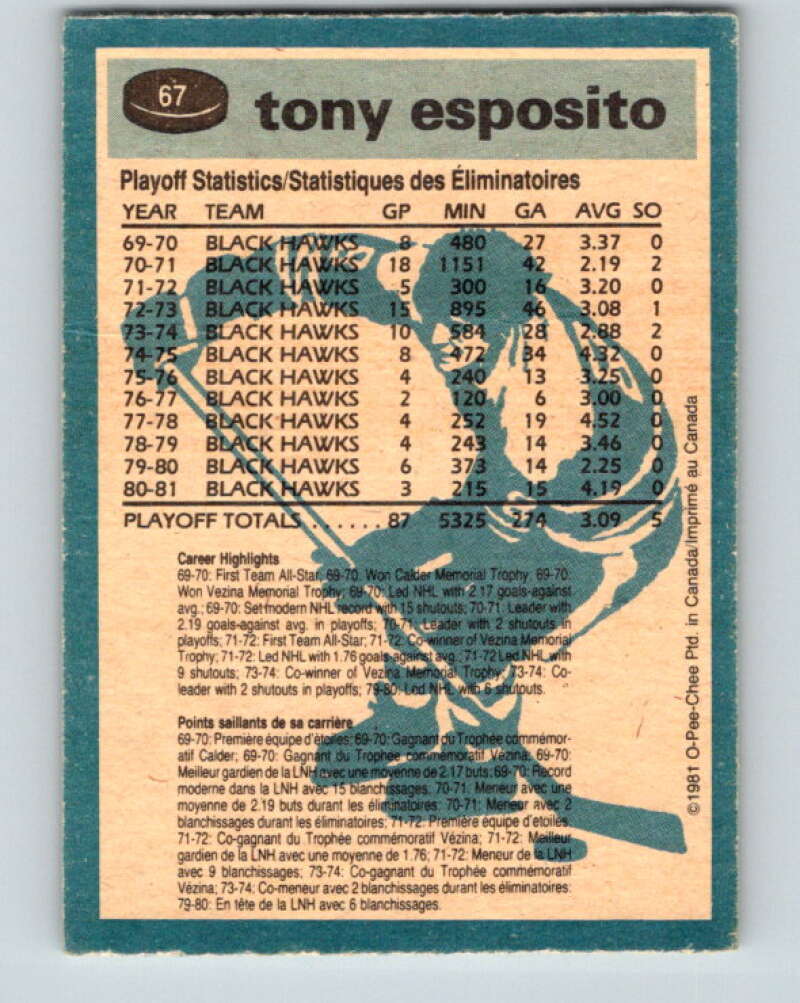 67
tony esposito
Playoff Statistics/Statistiques des Éliminatoires
YEAR TEAM GP MIN GA AVG SO
69-70 BLACK HAWKS 8 480 27 3.37 0
70-71 BLACK HAWKS 18 1151 42 2.19 2
71-72 BLACK HAWKS 5 300 16 3.20 0
72-73 BLACK HAWKS 15 895 46 3.08 1
73-74 BLACK HAWKS 10 584 28 2.88 2
74-75 BLACK HAWKS 8 472 34 4.32 0
75-76 BLACK HAWKS 4 240 13 3.25 0
76-77 BLACK HAWKS 2 120 6 3.00 0
77-78 BLACK HAWKS 4 252 19 4.52 0
78-79 BLACK HAWKS 4 243 14 3.46 0
79-80 BLACK HAWKS 6 373 14 2.25 0
80-81 BLACK HAWKS 3 215 15 4.19 0
PLAYOFF TOTALS ...... 87 5325 274 3.09 5
Career Highlights
69-70: First Team All-Star; 69-70: Won Calder Memorial Trophy; 69-70:
Won Vezina Memorial Trophy; 69-70: Led NHL with 2.17 goals-against
avg.; 69-70: Set modern NHL record with 15 shutouts; 70-71: Leader with
2.19 goals-against avg. in playoffs; 70-71: Leader with 2 shutouts in
playoffs; 71-72: First Team All-Star; 71-72: Co-winner of Vezina Memorial
Trophy; 71-72: Led NHL with 1.76 goals-against avg.; 71-72 Led NHL with
9 shutouts; 73-74: Co-winner of Vezina Memorial Trophy; 73-74: Co-
leader with 2 shutouts in playoffs; 79-80: Led NHL with 6 shutouts.
Points saillants de sa carrière
69-70: Première équipe d'étoiles; 69-70: Gagnant du Trophée commémor-
atif Calder; 69-70: Gagnant du Trophée commémoratif Vézina; 69-70:
Meilleur gardien de la LNH avec une moyenne de 2.17 buts; 69-70: Record
moderne dans la LNH avec 15 blanchissages; 70-71: Meneur avec une
moyenne de 2.19 buts durant les éliminatoires; 70-71: Meneur avec 2
blanchissages durant les éliminatoires; 71-72: Première équipe d'etoiles;
71-72: Co-gagnant du Trophée commémoratif Vézina; 71-72: Meilleur
gardien de la LNH avec une moyenne de 1.76; 71-72: Meneur de la LNH
avec 9 blanchissages; 73-74: Co-gagnant du Trophée commémoratif
Vézina; 73-74: Co-meneur avec 2 blanchissages durant les éliminatoires:
79-80: En tête de la LNH avec 6 blanchissages.
©1981 O-Pee-Chee Ptd. in Canada/Imprimé au Canada